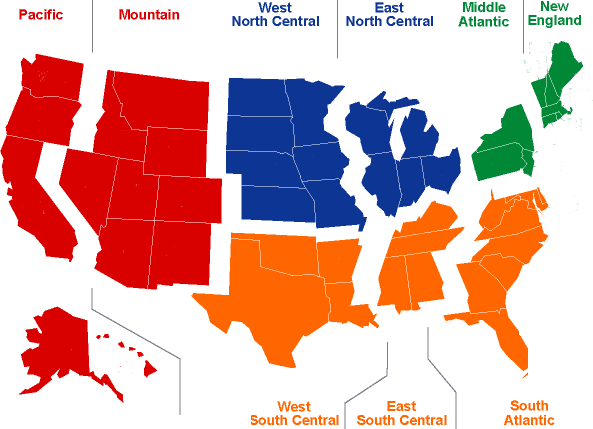 Pacific
Mountain
West
North Central
East
North Central
Middle
Atlantic
New
England
West
South Central
East
South Central
South
Atlantic